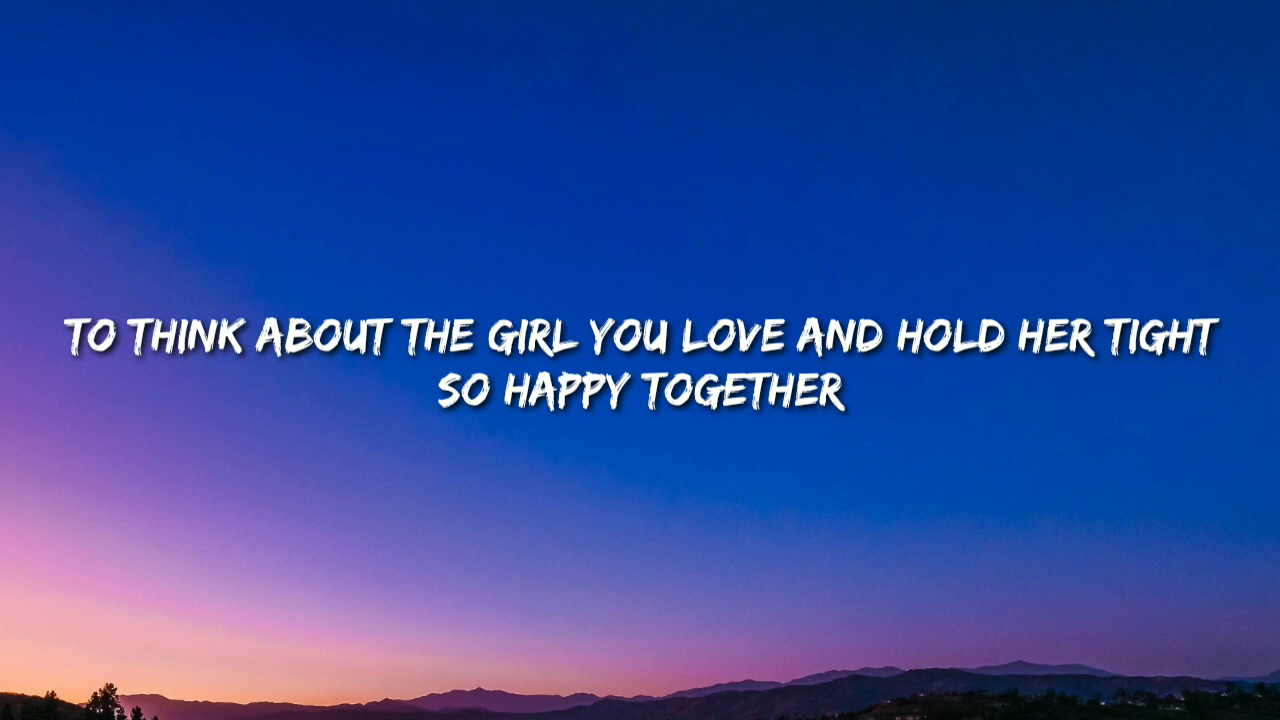 TO THINK ABOUT THE GIRL YOU LOVE AND HOLD HER TIGHT
SO HAPPY TOGETHER